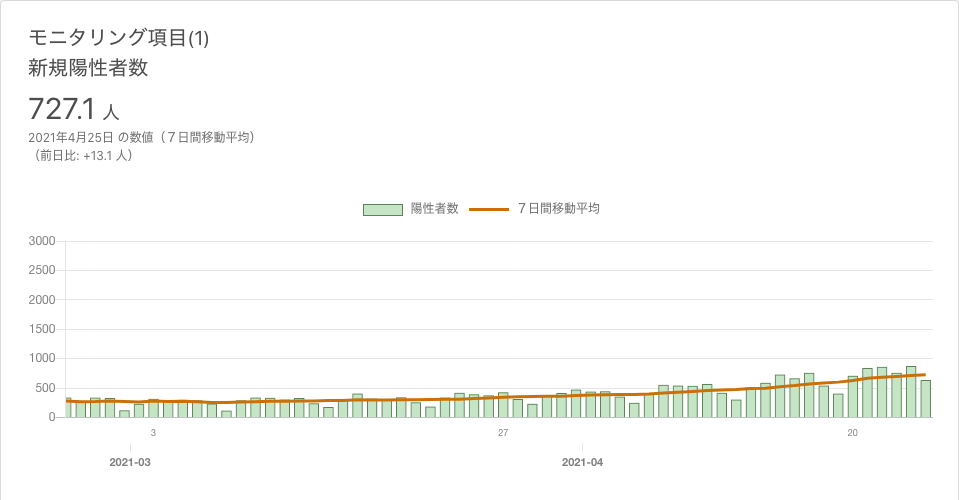 モニタリング項目(1)
新規陽性者数
727.1 人
2021年4月25日 の数値（７日間移動平均）
（前日比: +13.1 人）
陽性者数 ７日間移動平均
3000
2500
2000
1500
1000
500
0
3 27 20
2021-03 2021-04